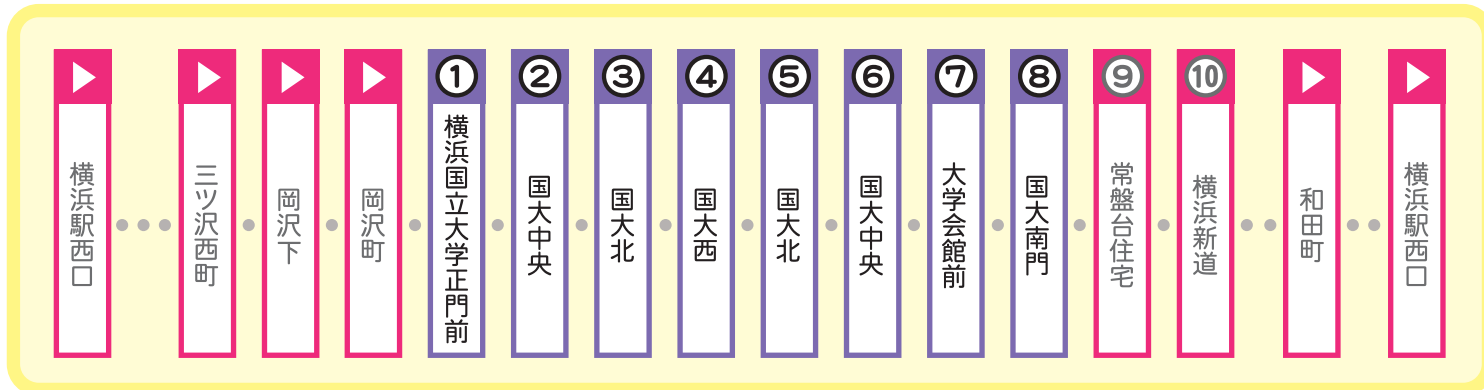 横浜駅西口
三ツ沢西町
岡沢下
岡沢町
①
横浜国立大学正門前
②
国大中央
③
国大北
④
国大西
⑤
国大北
⑥
国大中央
⑦
大学会館前
⑧
国大南門
⑨
常盤台住宅
⑩
横浜新道
和田町
横浜駅西口